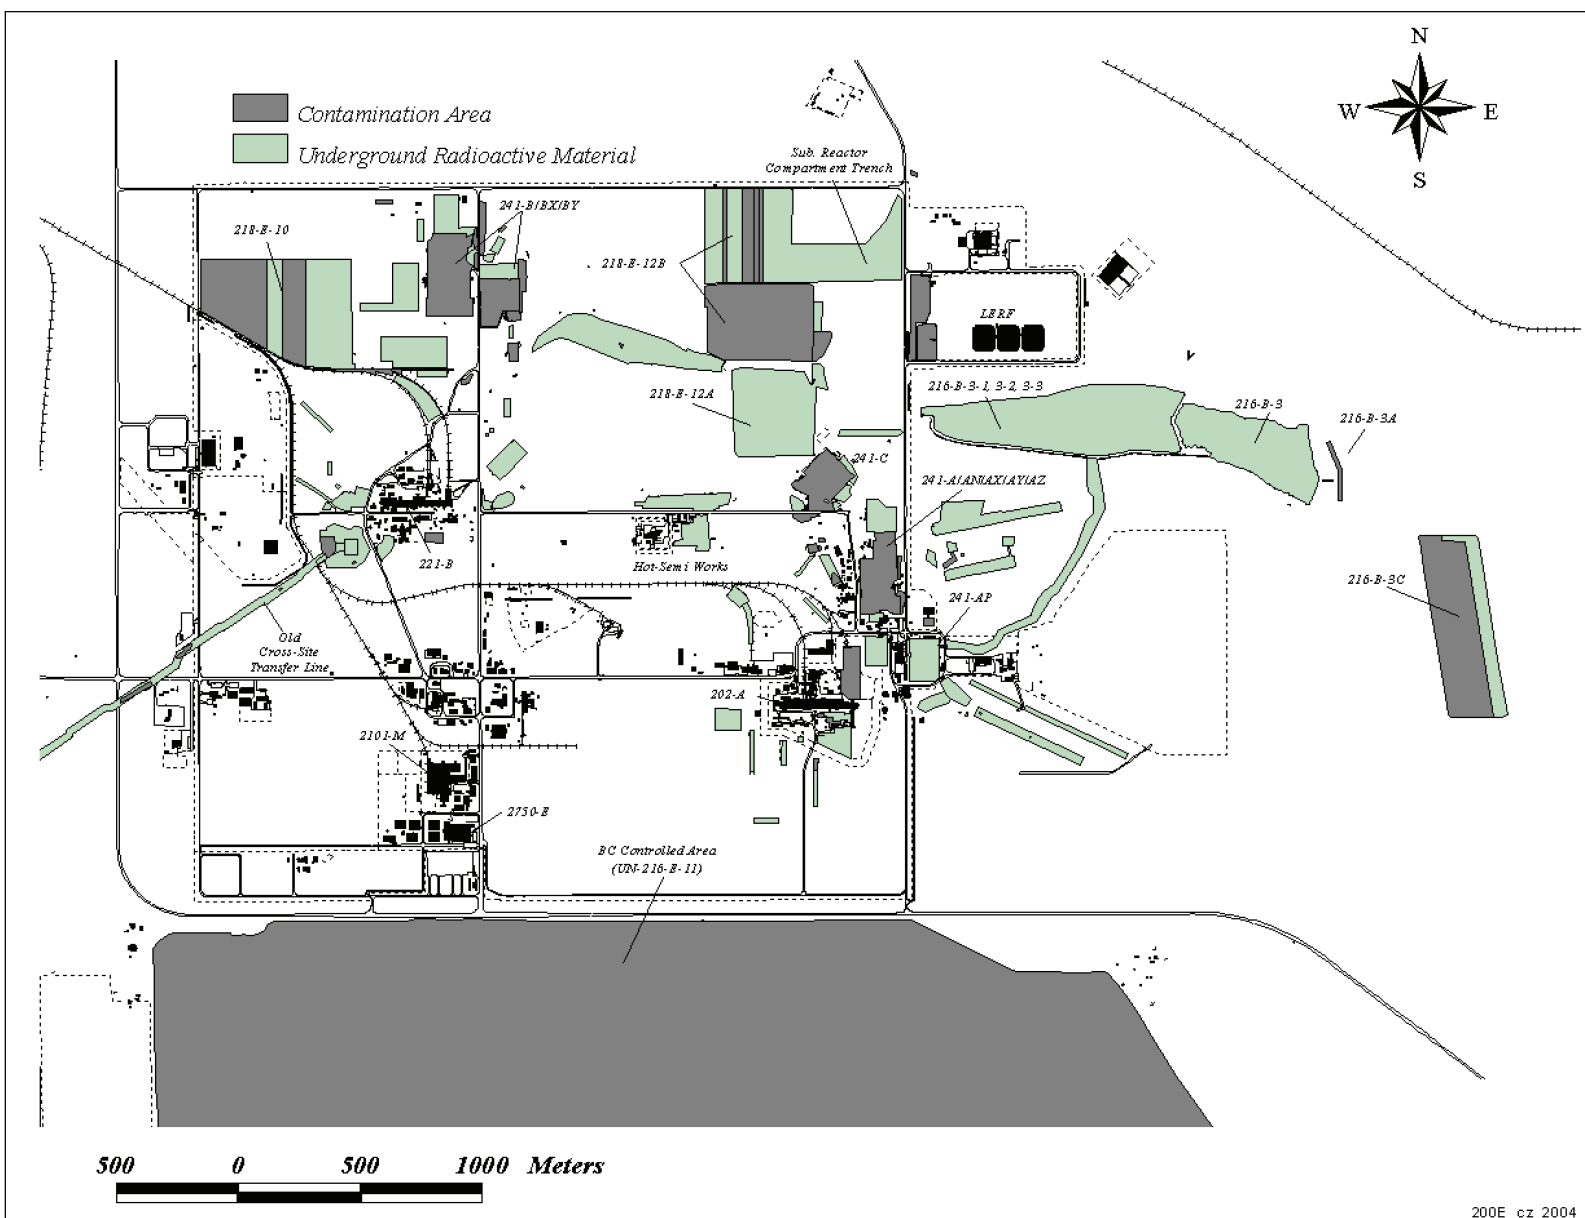 N
W
E
S
Contamination Area
Underground Radioactive Material
Sub. Reactor
Compartment Trench
241-B/BX/BY
218-E-10
218-E-12B
LERF
218-E-12A
216-B-3-1, 3-2, 3-3
216-B-3
216-B-3A
241-C
241-A/AN/AX/AY/AZ
221-B
Hot-Semi Works
216-B-3C
241-AP
Old
Cross-Site
Transfer Line
202-A
2101-M
2750-E
BC Controlled Area
(UN-216-E-11)
500 0 500 1000 Meters
200E cz 2004